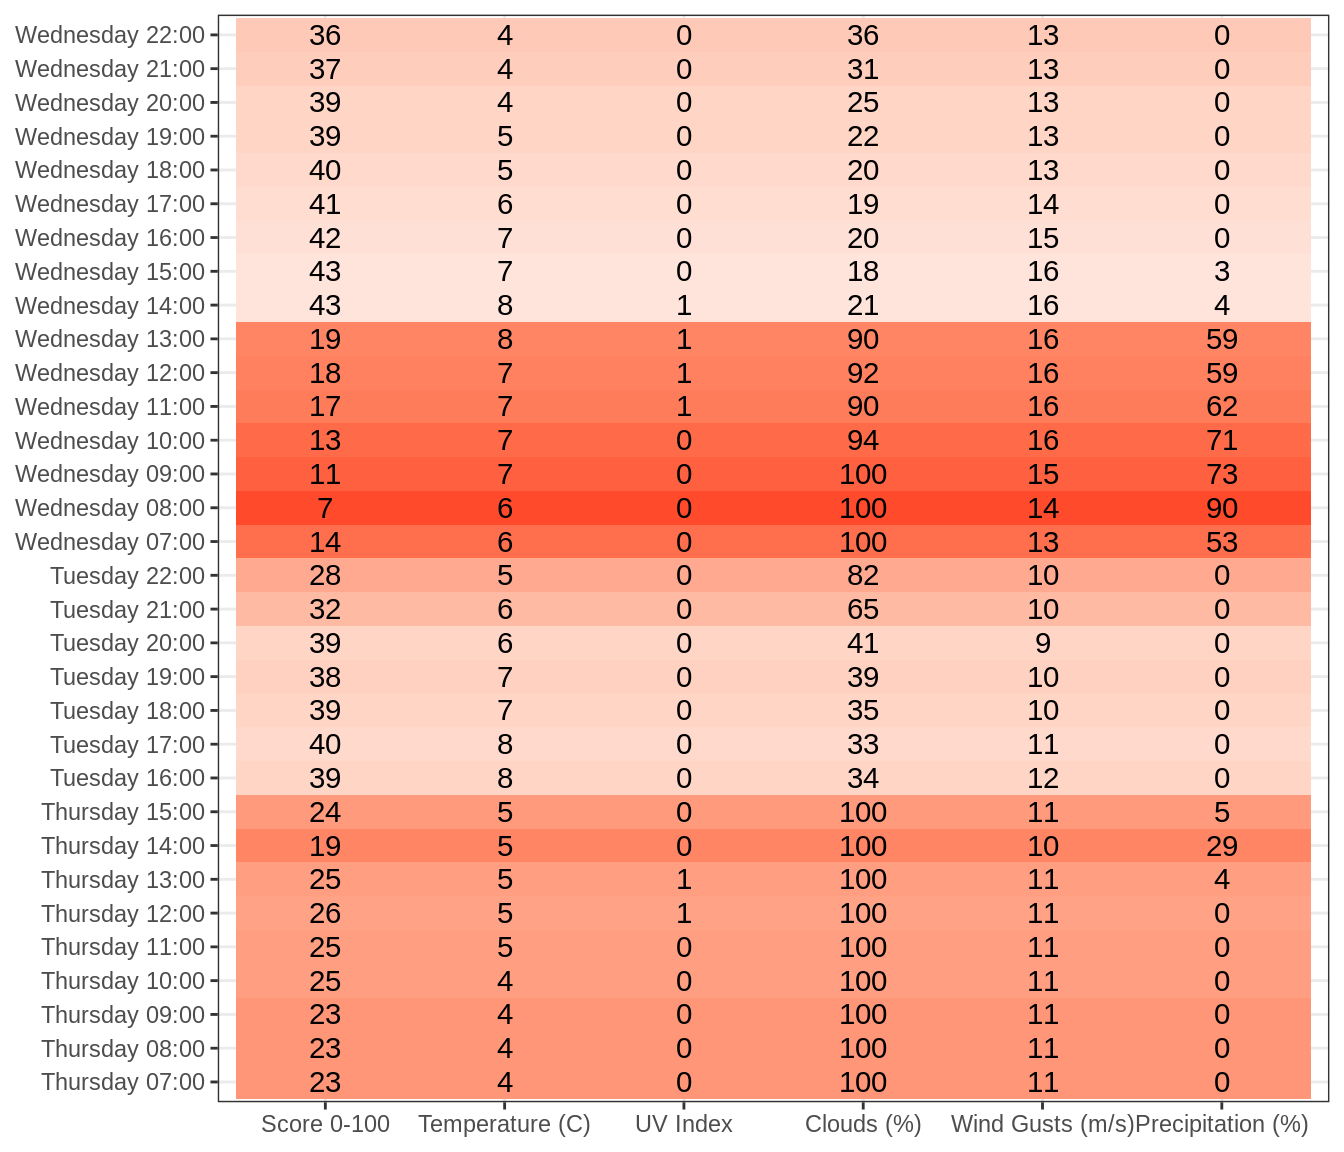 Wednesday 22:00 36 4 0 36 13 0
Wednesday 21:00 37 4 0 31 13 0
Wednesday 20:00 39 4 0 25 13 0
Wednesday 19:00 39 5 0 22 13 0
Wednesday 18:00 40 5 0 20 13 0
Wednesday 17:00 41 6 0 19 14 0
Wednesday 16:00 42 7 0 20 15 0
Wednesday 15:00 43 7 0 18 16 3
Wednesday 14:00 43 8 1 21 16 4
Wednesday 13:00 19 8 1 90 16 59
Wednesday 12:00 18 7 1 92 16 59
Wednesday 11:00 17 7 1 90 16 62
Wednesday 10:00 13 7 0 94 16 71
Wednesday 09:00 11 7 0 100 15 73
Wednesday 08:00 7 6 0 100 14 90
Wednesday 07:00 14 6 0 100 13 53
Tuesday 22:00 28 5 0 82 10 0
Tuesday 21:00 32 6 0 65 10 0
Tuesday 20:00 39 6 0 41 9 0
Tuesday 19:00 38 7 0 39 10 0
Tuesday 18:00 39 7 0 35 10 0
Tuesday 17:00 40 8 0 33 11 0
Tuesday 16:00 39 8 0 34 12 0
Thursday 15:00 24 5 0 100 11 5
Thursday 14:00 19 5 0 100 10 29
Thursday 13:00 25 5 1 100 11 4
Thursday 12:00 26 5 1 100 11 0
Thursday 11:00 25 5 0 100 11 0
Thursday 10:00 25 4 0 100 11 0
Thursday 09:00 23 4 0 100 11 0
Thursday 08:00 23 4 0 100 11 0
Thursday 07:00 23 4 0 100 11 0
Score 0-100 Temperature (C) UV Index Clouds (%) Wind Gusts (m/s) Precipitation (%)